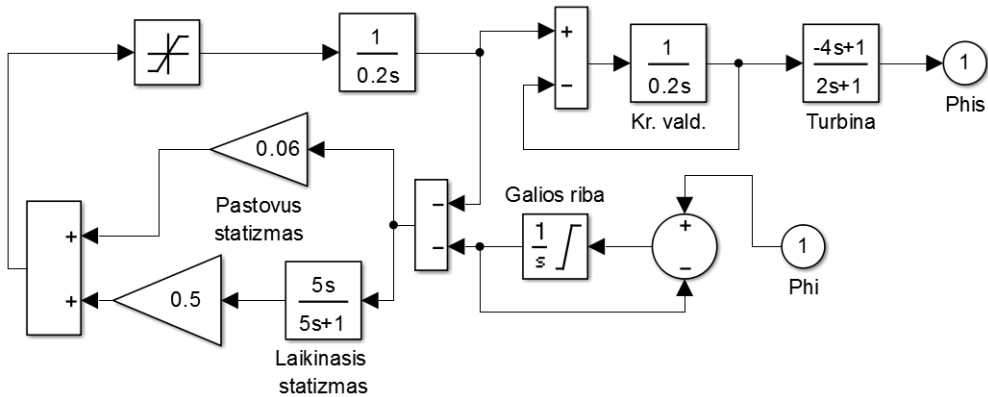 1
0.2s
+
−
1
0.2s
Kr. vald.
-4s+1
2s+1
Turbina
1
Phis
0.06
Pastovus
statizmas
−
−
Galios riba
1
s
+
−
1
Phi
+
+
0.5
5s
5s+1
Laikinasis
statizmas